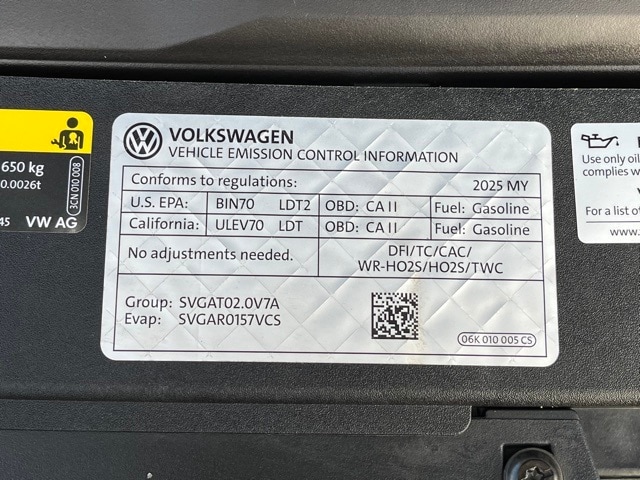 VOLKSWAGEN
VEHICLE EMISSION CONTROL INFORMATION
Conforms to regulations: 2025 MY
U.S. EPA: BIN70 LDT2 OBD: CA II Fuel: Gasoline
California: ULEV70 LDT OBD: CA II Fuel: Gasoline
No adjustments needed. DFI/TC/CAC/
WR-HO2S/HO2S/TWC
Group: SVGAT02.0V7A
Evap: SVGAR0157VCS
06K 010 005 CS
650 kg
0.0026t
45 VW AG
3CN 010 008
Use only oil
complies w
For a list of